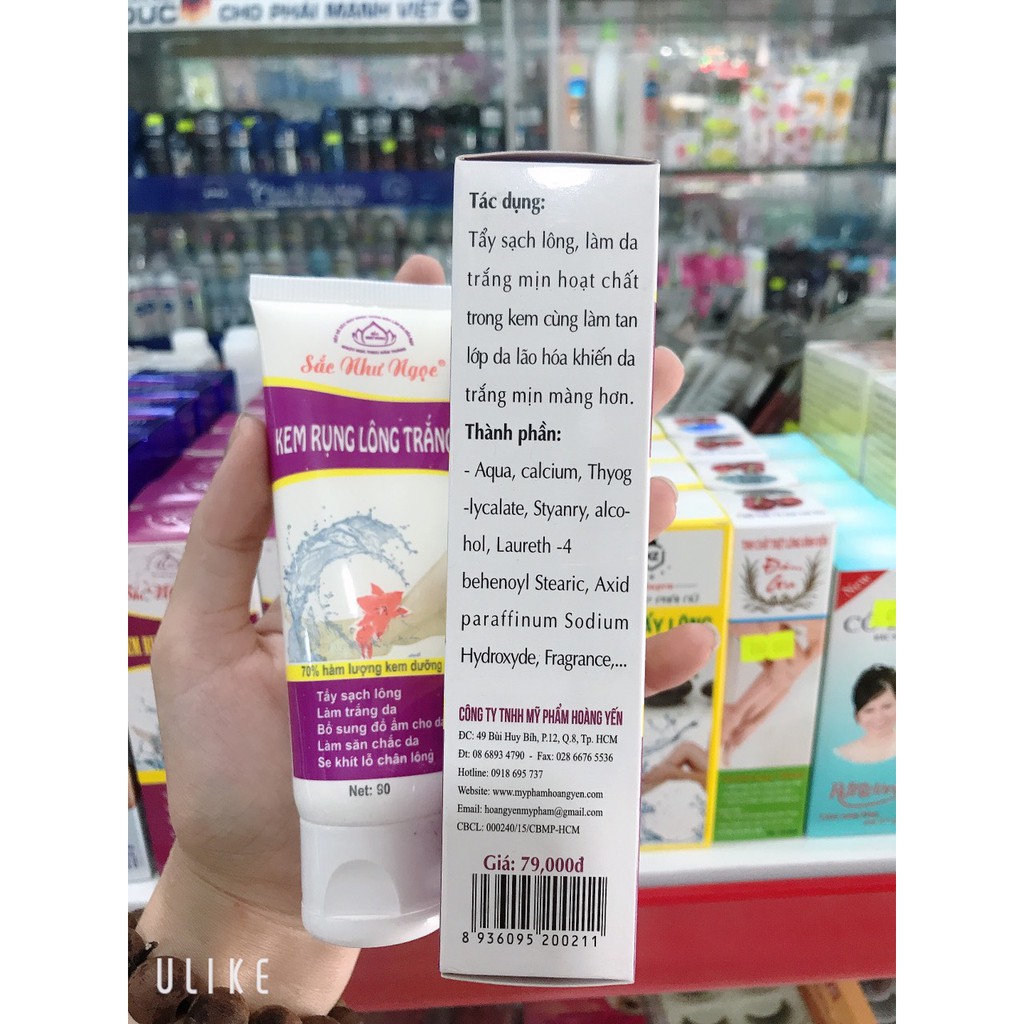 ĐỨC CHO PHÁI MẠNH VIỆT
Sắc Như Ngọc®
KEM RỤNG LÔNG TRẮNG
70% hàm lượng kem dưỡng
Tẩy sạch lông
Làm trắng da
Bổ sung độ ẩm cho da
Làm săn chắc da
Se khít lỗ chân lông
Net: 90
Tác dụng:
Tẩy sạch lông, làm da
trắng mịn hoạt chất
trong kem cùng làm tan
lớp da lão hóa khiến da
trắng mịn màng hơn.
Thành phần:
- Aqua, calcium, Thyog
-lycalate, Styanry, alco-
hol, Laureth -4
behenoyl Stearic, Axid
paraffinum Sodium
Hydroxyde, Fragrance,...
CÔNG TY TNHH MỸ PHẨM HOÀNG YẾN
ĐC: 49 Bùi Huy Bíh, P.12, Q.8, Tp. HCM
Đt: 08 6893 4790 - Fax: 028 6676 5536
Hotline: 0918 695 737
Website: www.myphamhoangyen.com
Email: hoangyenmypham@gmail.com
CBCL: 000240/15/CBMP-HCM
Giá: 79,000đ
8 936095 200211
New
ULIKE